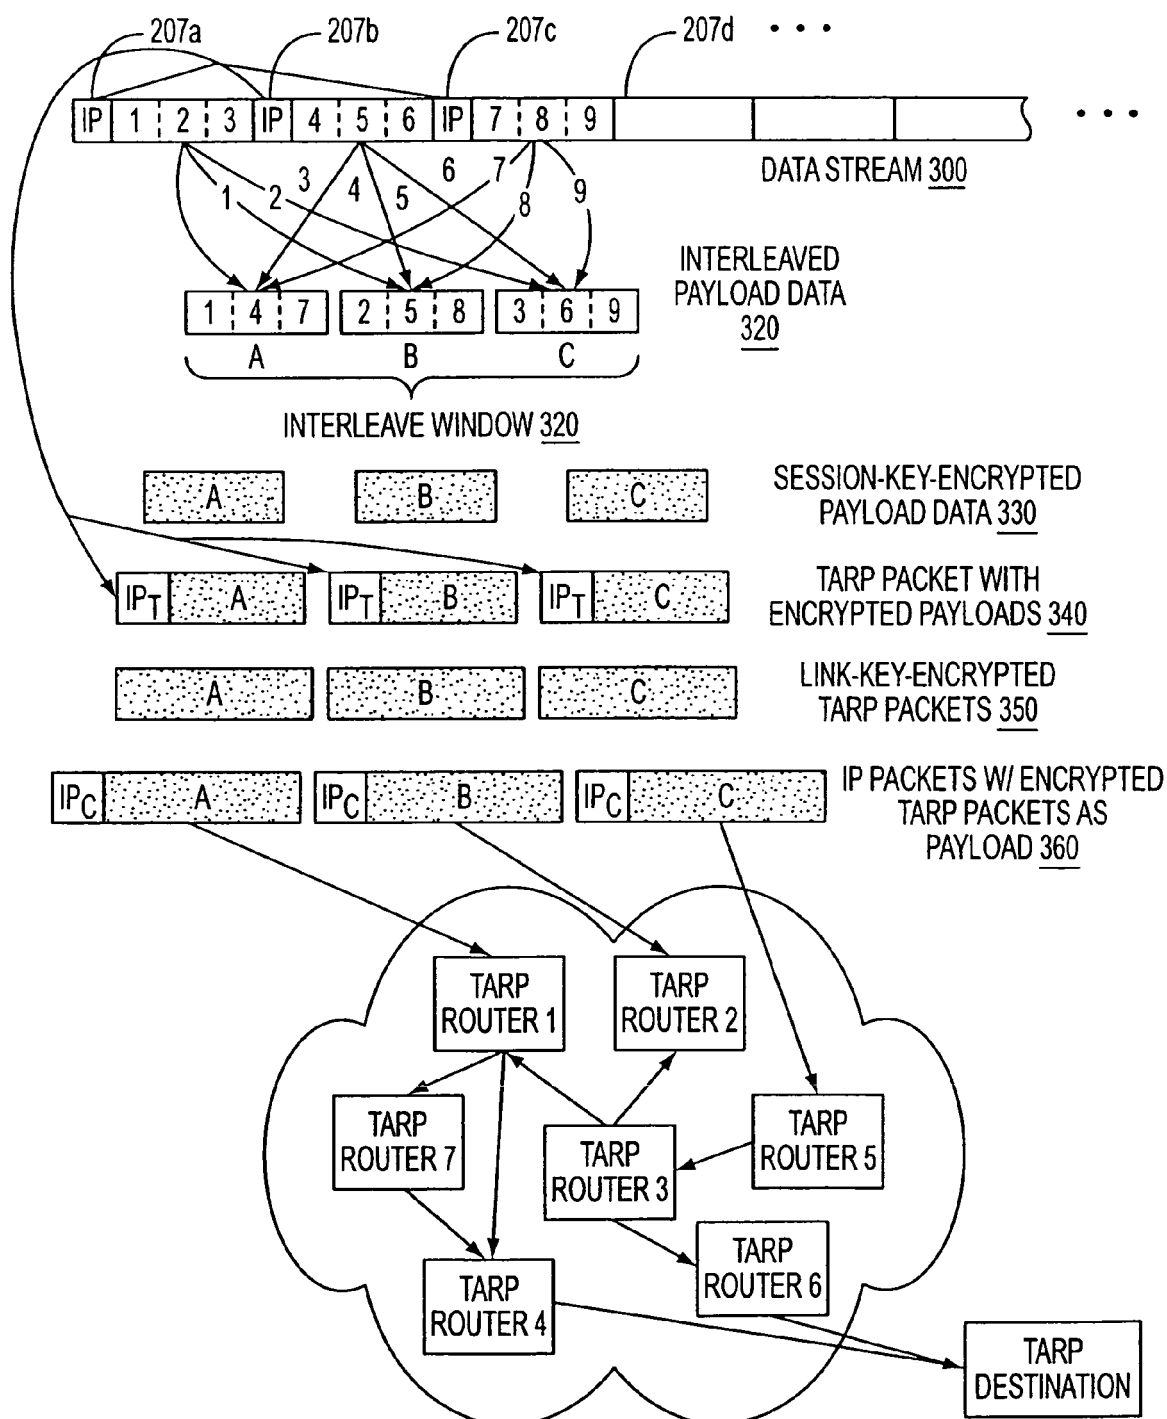 207a 207b 207c 207d • • •
IP 1 2 3 IP 4 5 6 IP 7 8 9 • • •
DATA STREAM 300
1 2 3 4 5 6 7 8 9
INTERLEAVED
PAYLOAD DATA
320
1 4 7 2 5 8 3 6 9
A B C
INTERLEAVE WINDOW 320
A B C
SESSION-KEY-ENCRYPTED
PAYLOAD DATA 330
IPT A IPT B IPT C
TARP PACKET WITH
ENCRYPTED PAYLOADS 340
A B C
LINK-KEY-ENCRYPTED
TARP PACKETS 350
IPC A IPC B IPC C
IP PACKETS W/ ENCRYPTED
TARP PACKETS AS
PAYLOAD 360
TARP
ROUTER 1
TARP
ROUTER 2
TARP
ROUTER 7
TARP
ROUTER 3
TARP
ROUTER 5
TARP
ROUTER 4
TARP
ROUTER 6
TARP
DESTINATION